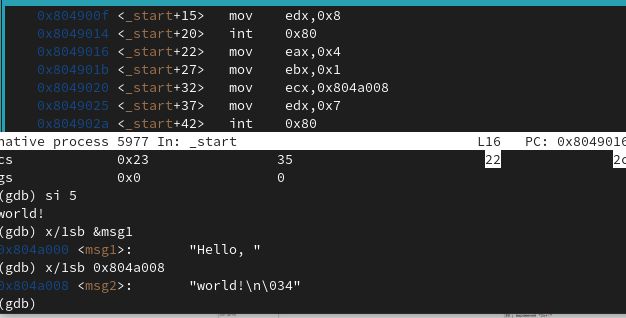 0x804900f <_start+15> mov edx,0x8
0x8049014 <_start+20> int 0x80
0x8049016 <_start+22> mov eax,0x4
0x804901b <_start+27> mov ebx,0x1
0x8049020 <_start+32> mov ecx,0x804a008
0x8049025 <_start+37> mov edx,0x7
0x804902a <_start+42> int 0x80
native process 5977 In: _start L16 PC: 0x8049016
cs 0x23 35 22
gs 0x0 0
(gdb) si 5
world!
(gdb) x/1sb &msg1
0x804a000 <msg1>: "Hello, "
(gdb) x/1sb 0x804a008
0x804a008 <msg2>: "world!\n\034"
(gdb)